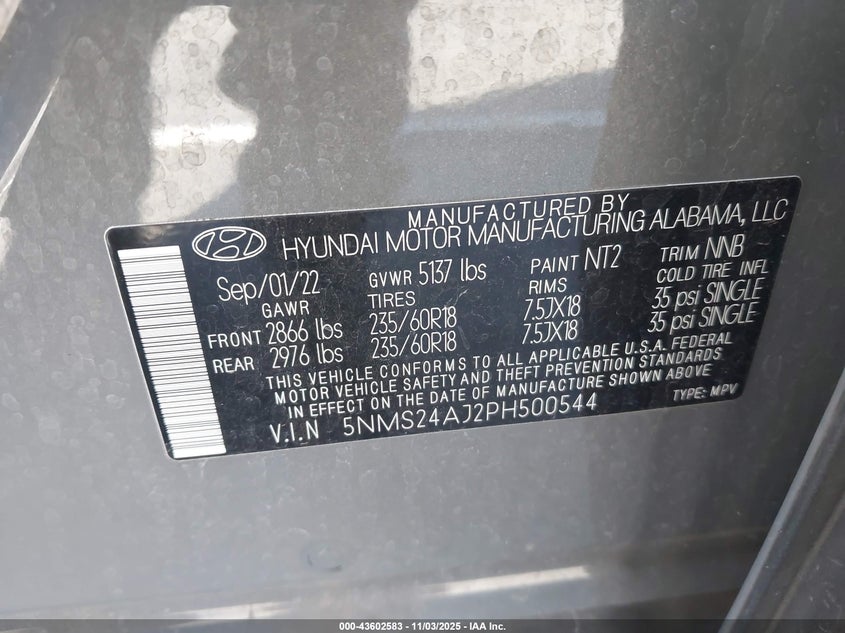 MANUFACTURED BY
HYUNDAI MOTOR MANUFACTURING ALABAMA, LLC
Sep/01/22 GVWR 5137 lbs PAINT NT2 TRIM NNB
GAWR TIRES RIMS COLD TIRE INFL
FRONT 2866 lbs 235/60R18 7.5JX18 35 psi SINGLE
REAR 2976 lbs 235/60R18 7.5JX18 35 psi SINGLE
THIS VEHICLE CONFORMS TO ALL APPLICABLE U.S.A. FEDERAL
MOTOR VEHICLE SAFETY AND THEFT PREVENTION STANDARDS
IN EFFECT ON THE DATE OF MANUFACTURE SHOWN ABOVE
V.I.N 5NMS24AJ2PH500544 TYPE: MPV
000-43602583 - 11/03/2025 - IAA Inc.